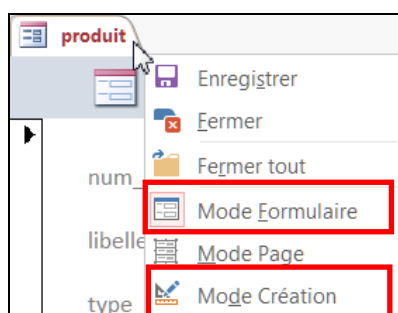 produit
Enregistrer
Fermer
Fermer tout
num_
Mode Formulaire
libelle
Mode Page
type
Mode Création